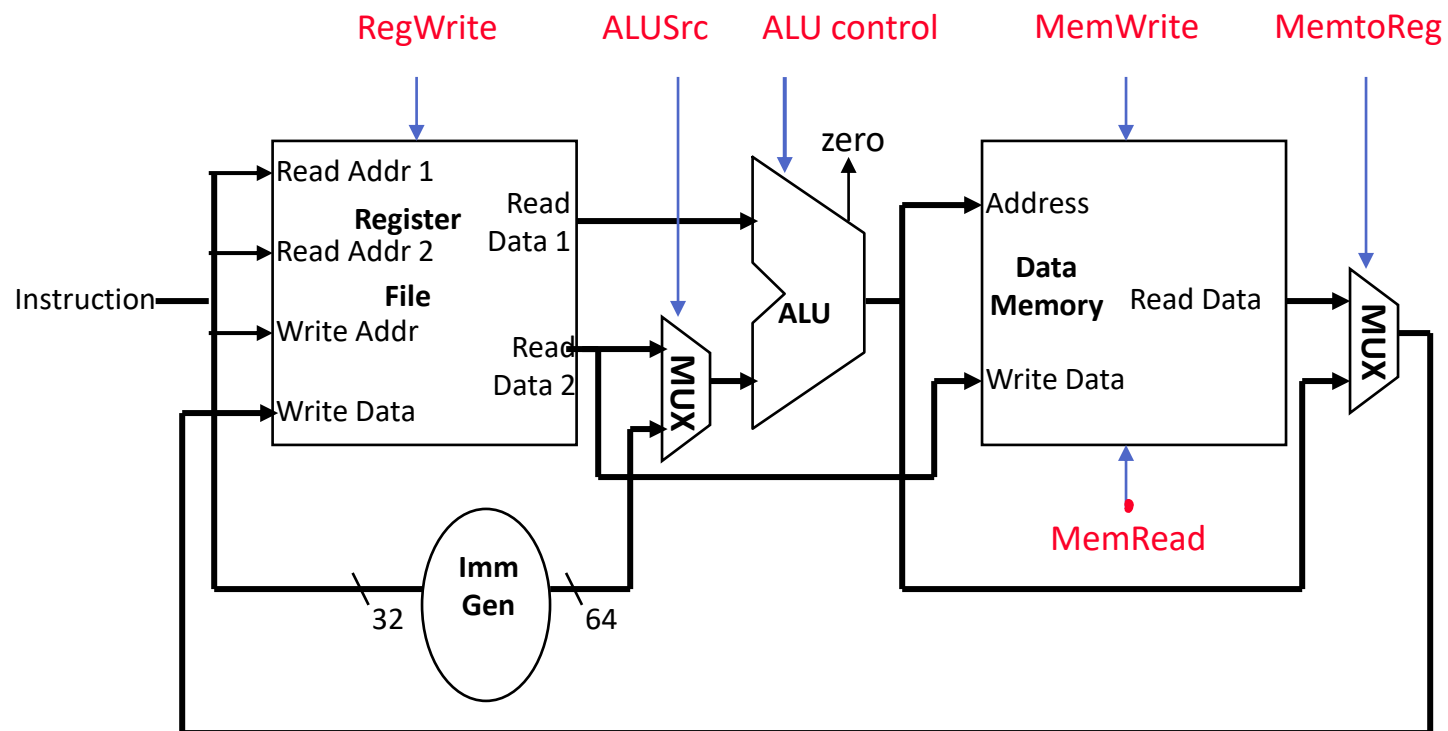 RegWrite
ALUSrc
ALU control
MemWrite
MemtoReg
zero
Read Addr 1
Register
Read Addr 2
File
Write Addr
Write Data
Read
Data 1
Read
Data 2
Instruction
MUX
ALU
Address
Data
Memory
Read Data
Write Data
MUX
MemRead
Imm
Gen
32
64